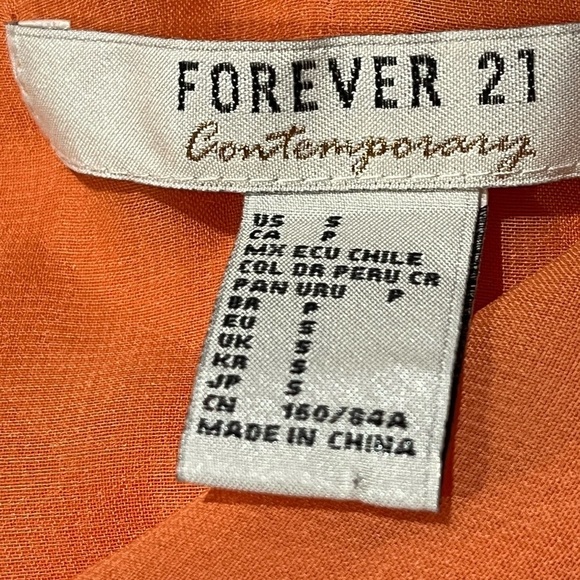 FOREVER 21
Contemporary
US S
CA P
MX ECU CHILE
COL DR PERU CR
PAN URU P
BR P
EU S
UK S
KR S
JP S
CN 160/84A
MADE IN CHINA